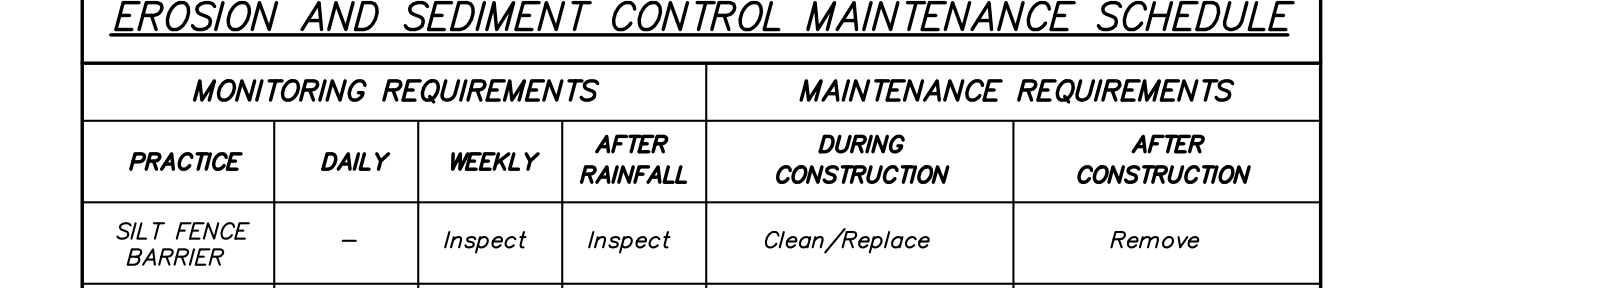 EROSION AND SEDIMENT CONTROL MAINTENANCE SCHEDULE
MONITORING REQUIREMENTS MAINTENANCE REQUIREMENTS
PRACTICE DAILY WEEKLY AFTER RAINFALL DURING CONSTRUCTION AFTER CONSTRUCTION
SILT FENCE BARRIER – Inspect Inspect Clean/Replace Remove